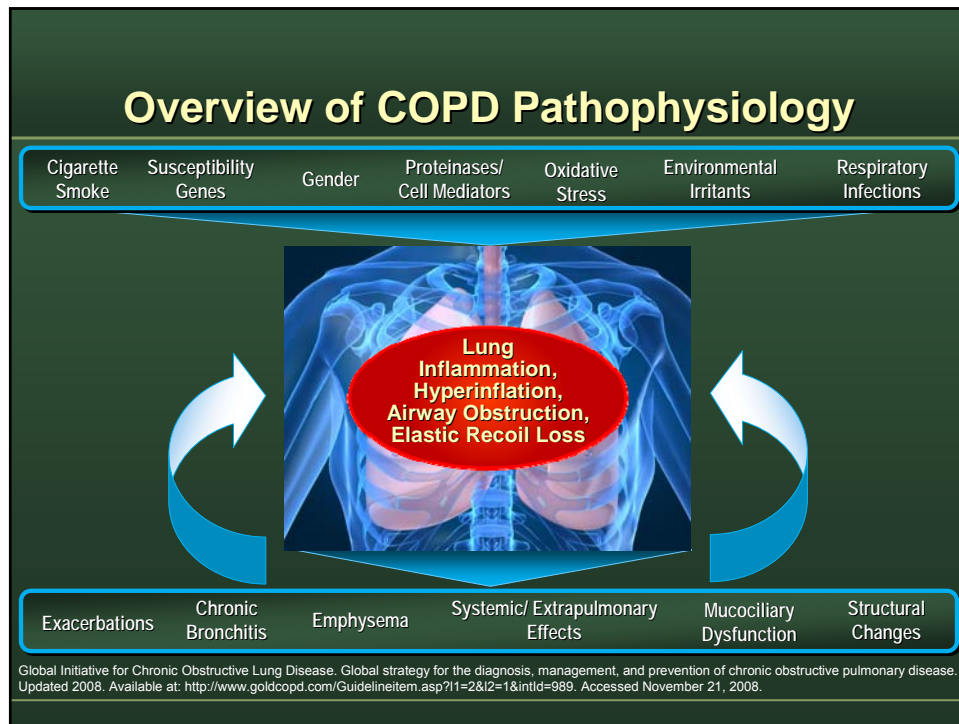 Overview of COPD Pathophysiology
Cigarette Smoke
Susceptibility Genes
Gender
Proteinases/ Cell Mediators
Oxidative Stress
Environmental Irritants
Respiratory Infections
Lung
Inflammation,
Hyperinflation,
Airway Obstruction,
Elastic Recoil Loss
Exacerbations
Chronic Bronchitis
Emphysema
Systemic/ Extrapulmonary Effects
Mucociliary Dysfunction
Structural Changes
Global Initiative for Chronic Obstructive Lung Disease. Global strategy for the diagnosis, management, and prevention of chronic obstructive pulmonary disease.
Updated 2008. Available at: http://www.goldcopd.com/Guidelineitem.asp?l1=2&l2=1&intId=989. Accessed November 21, 2008.